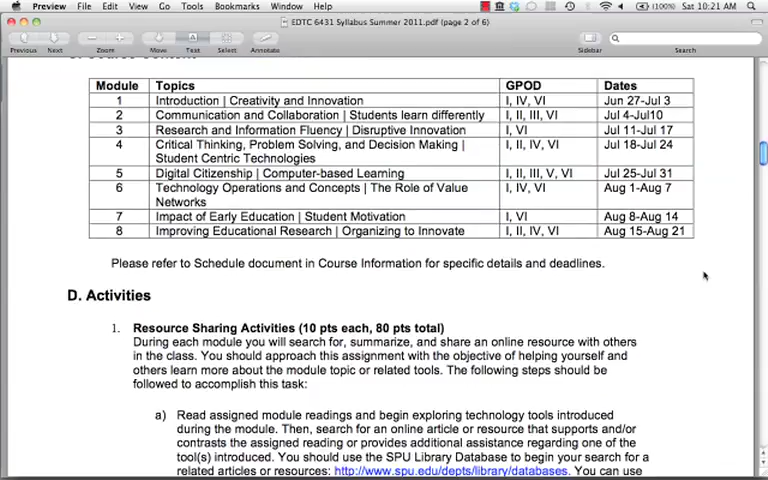 Preview File Edit View Go Tools Bookmarks Window Help (100%) Sat 10:21 AM
EDTC 6431 Syllabus Summer 2011.pdf (page 2 of 6)
Previous Next Zoom Move Text Select Annotate Sidebar Search
Module Topics GPOD Dates
1 Introduction | Creativity and Innovation I, IV, VI Jun 27-Jul 3
2 Communication and Collaboration | Students learn differently I, II, III, VI Jul 4-Jul10
3 Research and Information Fluency | Disruptive Innovation I, VI Jul 11-Jul 17
4 Critical Thinking, Problem Solving, and Decision Making | I, II, IV, VI Jul 18-Jul 24
Student Centric Technologies
5 Digital Citizenship | Computer-based Learning I, II, III, V, VI Jul 25-Jul 31
6 Technology Operations and Concepts | The Role of Value I, IV, VI Aug 1-Aug 7
Networks
7 Impact of Early Education | Student Motivation I, VI Aug 8-Aug 14
8 Improving Educational Research | Organizing to Innovate I, II, IV, VI Aug 15-Aug 21
Please refer to Schedule document in Course Information for specific details and deadlines.
D. Activities
1. Resource Sharing Activities (10 pts each, 80 pts total)
During each module you will search for, summarize, and share an online resource with others
in the class. You should approach this assignment with the objective of helping yourself and
others learn more about the module topic or related tools. The following steps should be
followed to accomplish this task:
a) Read assigned module readings and begin exploring technology tools introduced
during the module. Then, search for an online article or resource that supports and/or
contrasts the assigned reading or provides additional assistance regarding one of the
tool(s) introduced. You should use the SPU Library Database to begin your search for a
related articles or resources: http://www.spu.edu/depts/library/databases. You can use